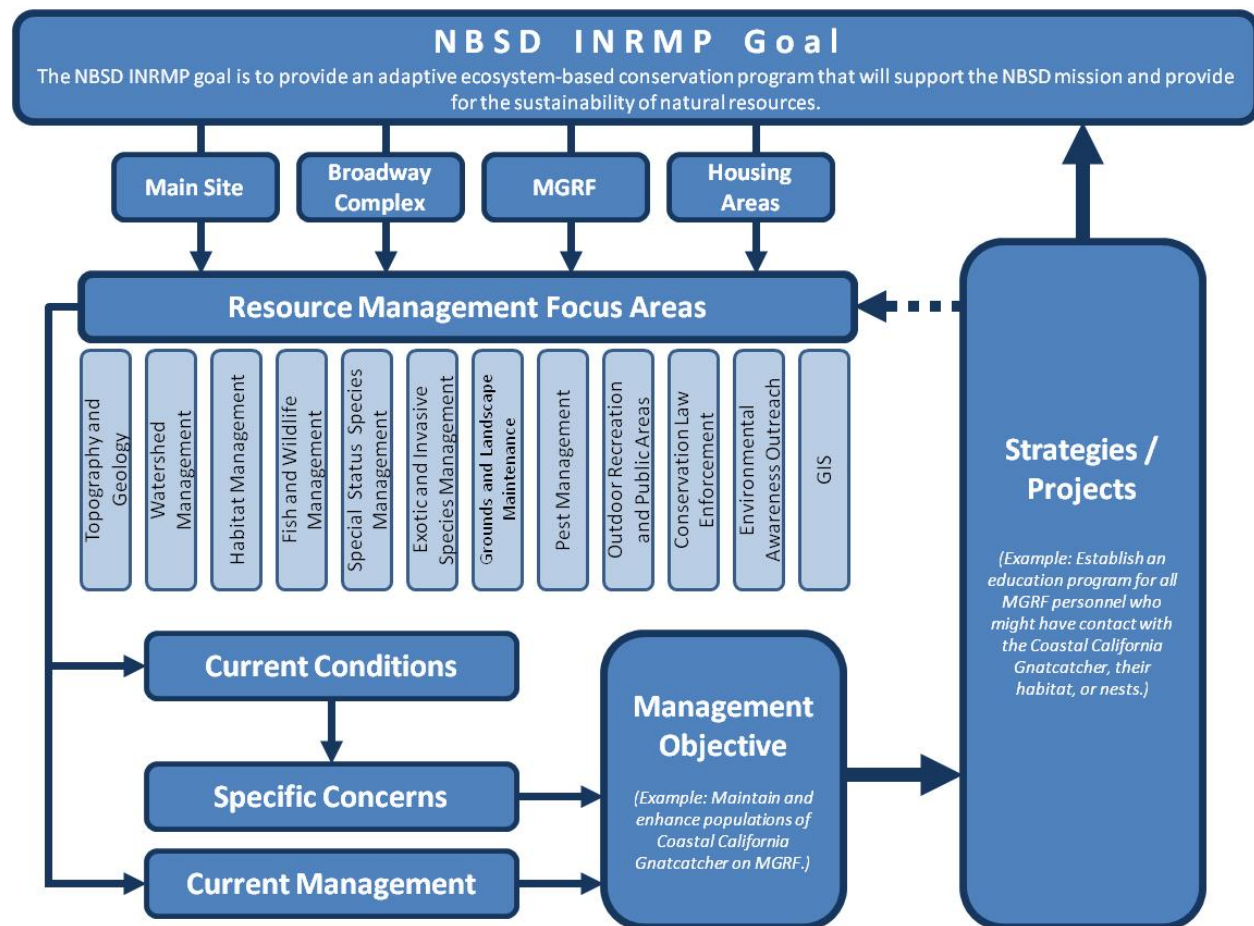 NBSD INRMP Goal
The NBSD INRMP goal is to provide an adaptive ecosystem-based conservation program that will support the NBSD mission and provide
for the sustainability of natural resources.
Main Site
Broadway
Complex
MGRF
Housing
Areas
Resource Management Focus Areas
Topography and
Geology
Watershed
Management
Habitat Management
Fish and Wildlife
Management
Special Status Species
Management
Exotic and Invasive
Species Management
Grounds and Landscape
Maintenance
Pest Management
Outdoor Recreation
and Public Areas
Conservation Law
Enforcement
Environmental
Awareness Outreach
GIS
Strategies /
Projects
(Example: Establish an
education program for all
MGRF personnel who
might have contact with
the Coastal California
Gnatcatcher, their
habitat, or nests.)
Current Conditions
Specific Concerns
Current Management
Management
Objective
(Example: Maintain and
enhance populations of
Coastal California
Gnatcatcher on MGRF.)